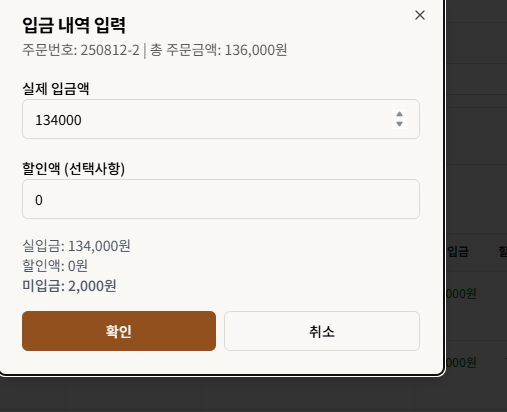 입금 내역 입력
주문번호: 250812-2 | 총 주문금액: 136,000원
실제 입금액
134000
할인액 (선택사항)
0
실입금: 134,000원
할인액: 0원
미입금: 2,000원
확인
취소
입금
000원
000원